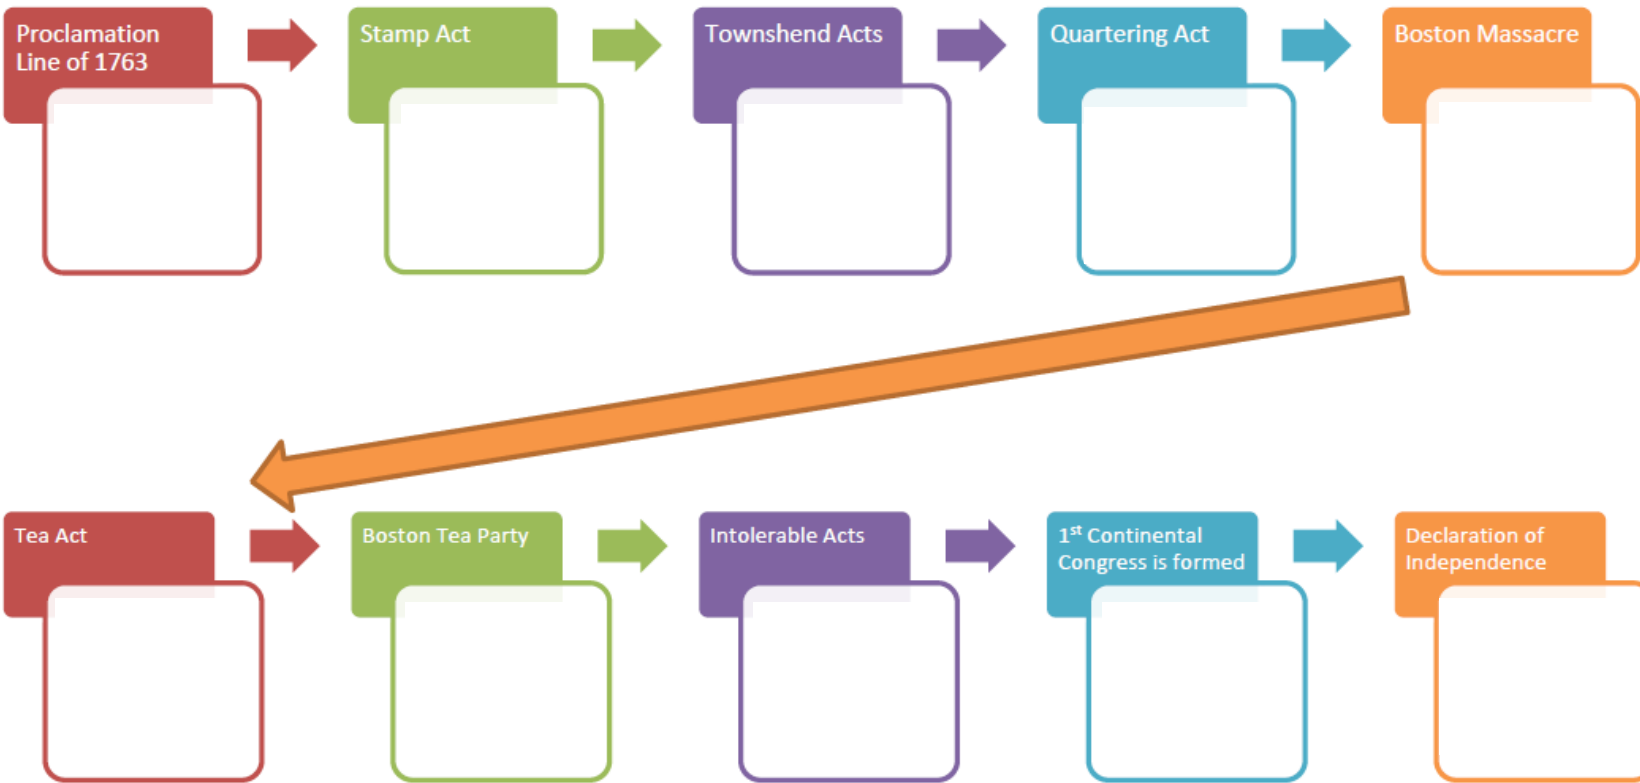 Proclamation
Line of 1763
Stamp Act
Townshend Acts
Quartering Act
Boston Massacre
Tea Act
Boston Tea Party
Intolerable Acts
1st Continental
Congress is formed
Declaration of
Independence